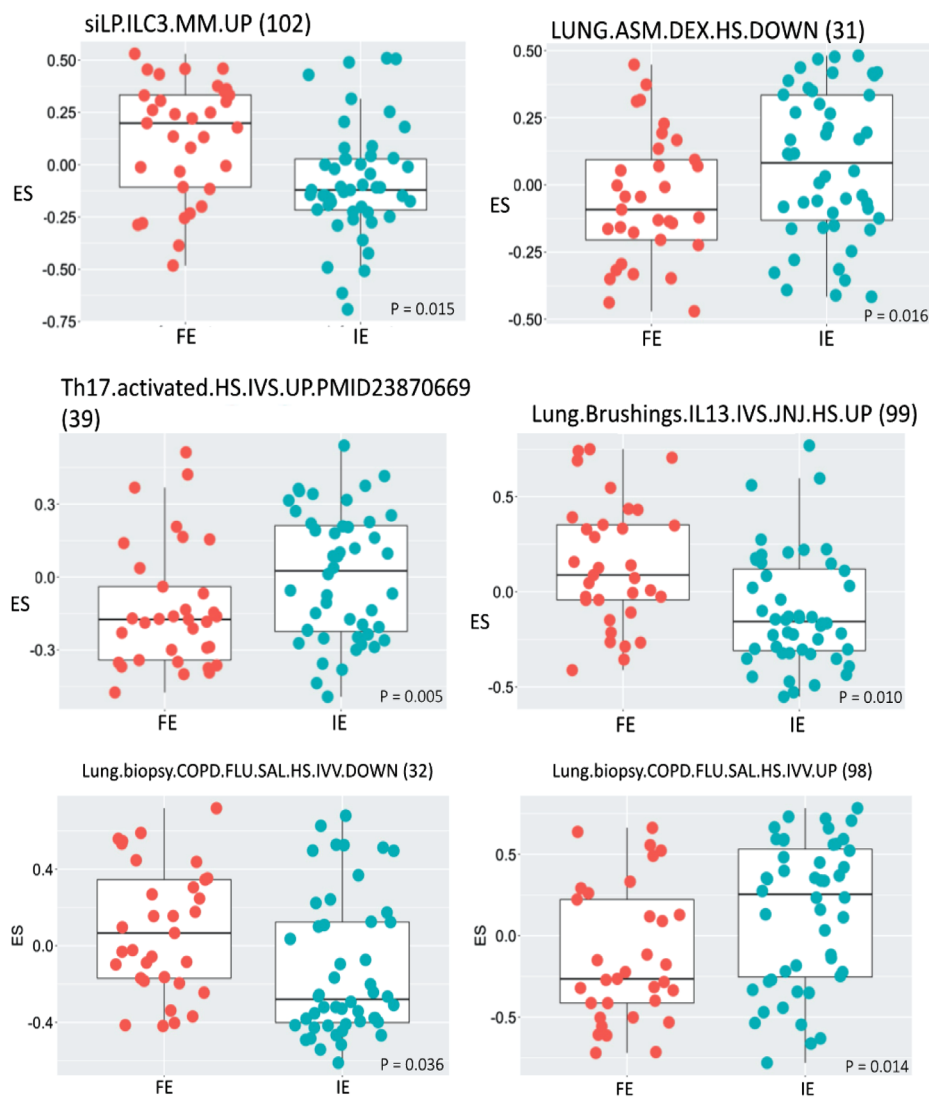 siLP.ILC3.MM.UP (102)
0.50
0.25
0.00
ES
-0.25
-0.50
-0.75
P = 0.015
FE
IE
LUNG.ASM.DEX.HS.DOWN (31)
0.50
0.25
0.00
ES
-0.25
-0.50
P = 0.016
FE
IE
Th17.activated.HS.IVS.UP.PMID23870669
(39)
0.3
0.0
ES
-0.3
P = 0.005
FE
IE
Lung.Brushings.IL13.IVS.JNJ.HS.UP (99)
0.5
0.0
ES
-0.5
P = 0.010
FE
IE
Lung.biopsy.COPD.FLU.SAL.HS.IVV.DOWN (32)
0.4
0.0
ES
-0.4
P = 0.036
FE
IE
Lung.biopsy.COPD.FLU.SAL.HS.IVV.UP (98)
0.5
0.0
ES
-0.5
P = 0.014
FE
IE